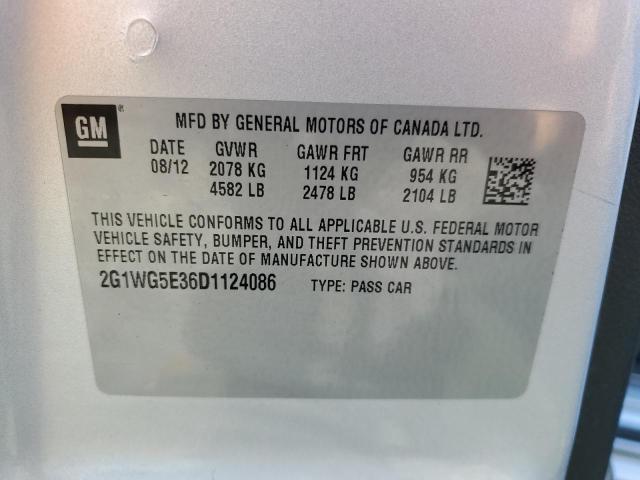 GM
MFD BY GENERAL MOTORS OF CANADA LTD.
DATE GVWR GAWR FRT GAWR RR
08/12 2078 KG 1124 KG 954 KG
4582 LB 2478 LB 2104 LB
THIS VEHICLE CONFORMS TO ALL APPLICABLE U.S. FEDERAL MOTOR
VEHICLE SAFETY, BUMPER, AND THEFT PREVENTION STANDARDS IN
EFFECT ON THE DATE OF MANUFACTURE SHOWN ABOVE.
2G1WG5E36D1124086 TYPE: PASS CAR